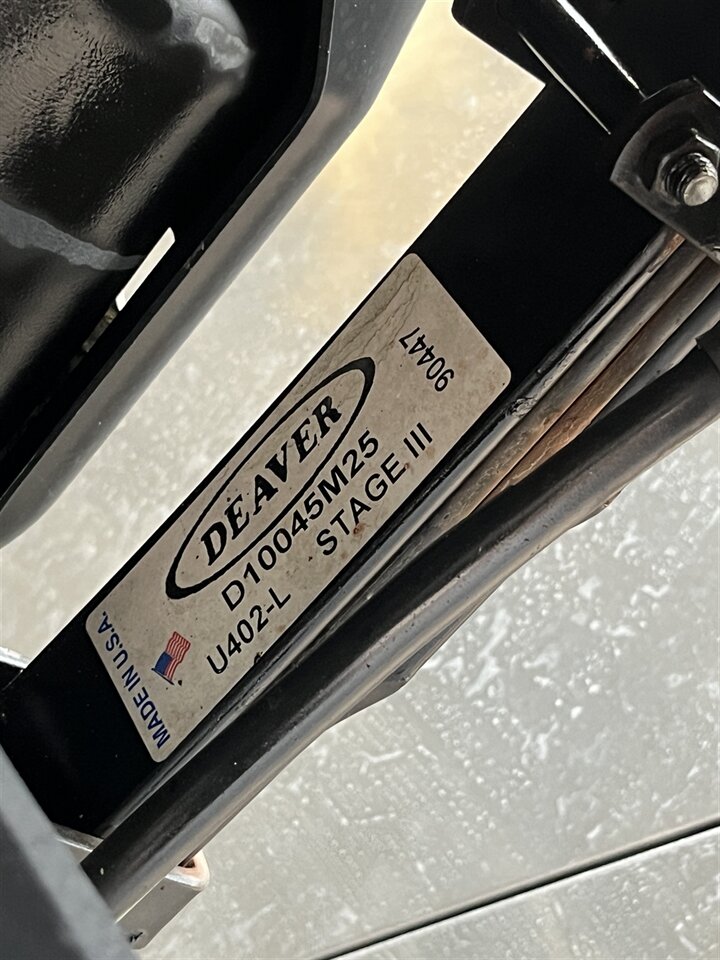 DEAVER
D10045M25
U402-L STAGE III
90447
MADE IN U.S.A.